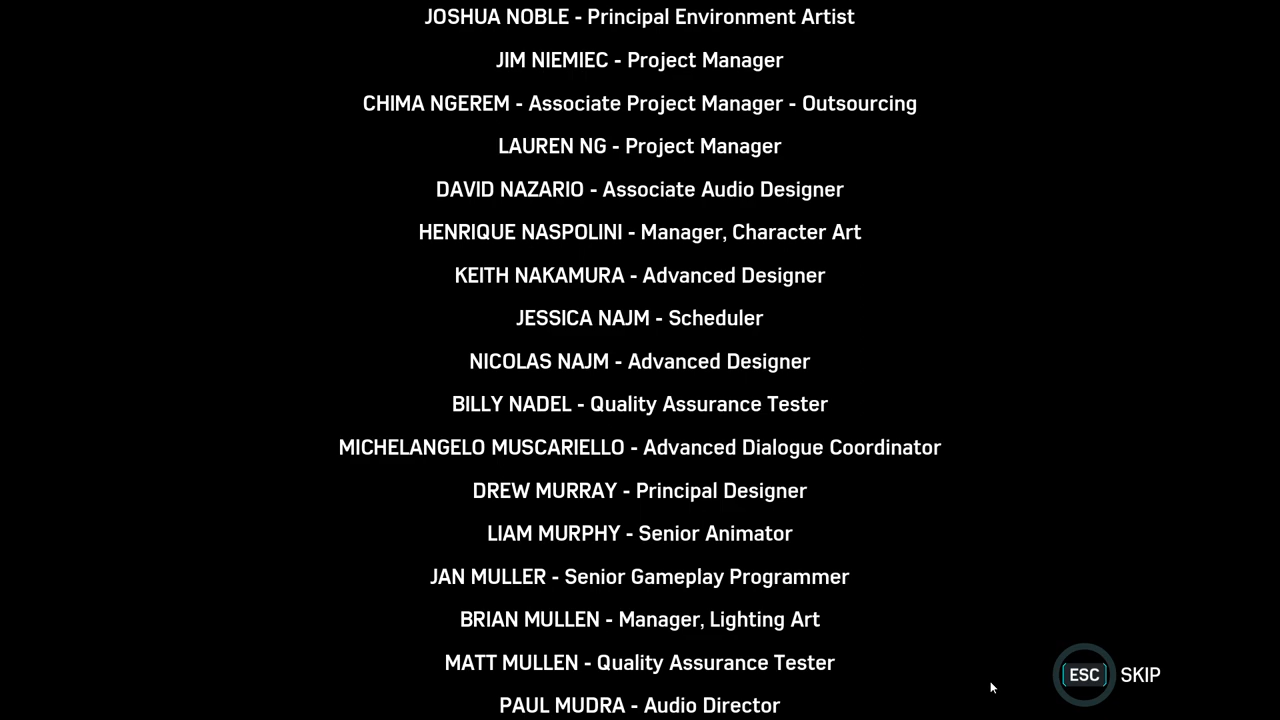 JOSHUA NOBLE - Principal Environment Artist
JIM NIEMIEC - Project Manager
CHIMA NGEREM - Associate Project Manager - Outsourcing
LAUREN NG - Project Manager
DAVID NAZARIO - Associate Audio Designer
HENRIQUE NASPOLINI - Manager, Character Art
KEITH NAKAMURA - Advanced Designer
JESSICA NAJM - Scheduler
NICOLAS NAJM - Advanced Designer
BILLY NADEL - Quality Assurance Tester
MICHELANGELO MUSCARIELLO - Advanced Dialogue Coordinator
DREW MURRAY - Principal Designer
LIAM MURPHY - Senior Animator
JAN MULLER - Senior Gameplay Programmer
BRIAN MULLEN - Manager, Lighting Art
MATT MULLEN - Quality Assurance Tester
ESC SKIP
PAUL MUDRA - Audio Director